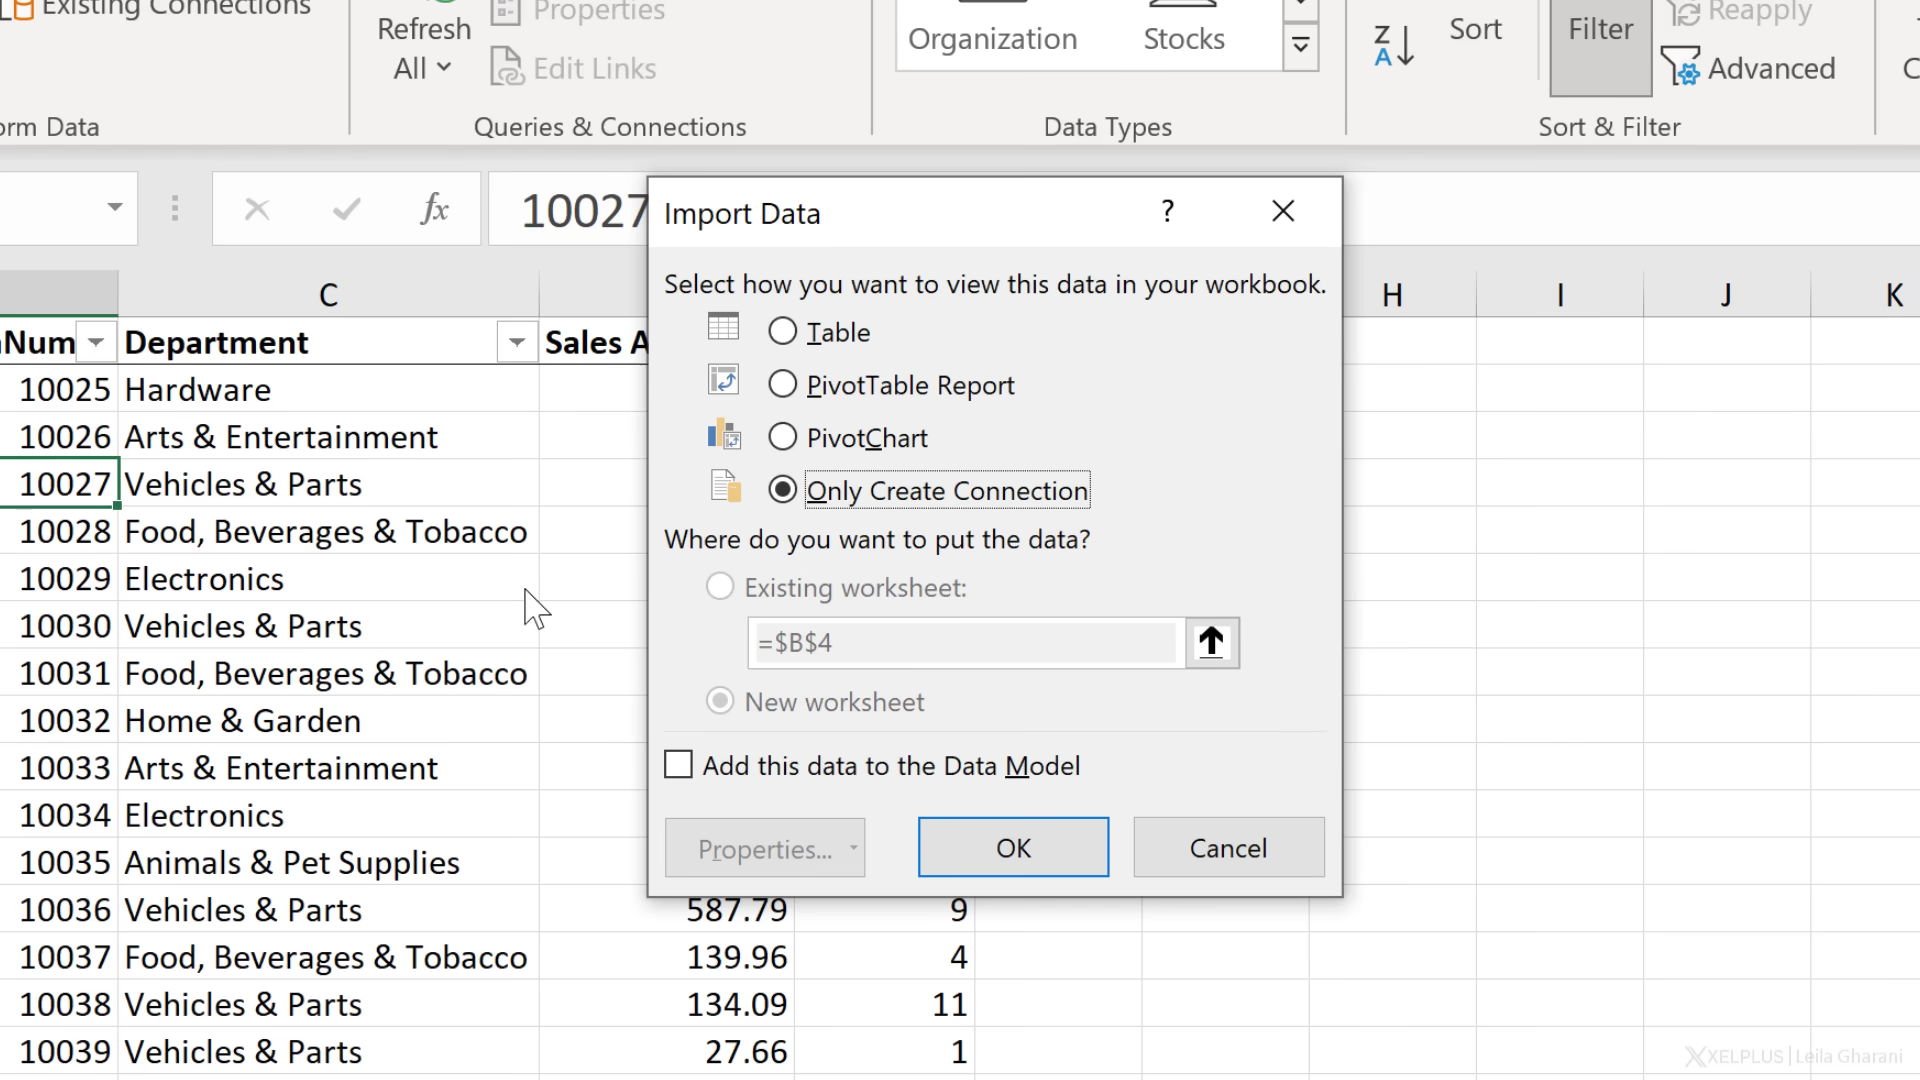 Existing Connections
Refresh
All
Properties
Edit Links
Organization
Stocks
Z
A
Sort
Filter
Reapply
Advanced
Data
Queries & Connections
Data Types
Sort & Filter
fx
10027
C
H
I
J
K
Num
Department
Sales A
10025 Hardware
10026 Arts & Entertainment
10027 Vehicles & Parts
10028 Food, Beverages & Tobacco
10029 Electronics
10030 Vehicles & Parts
10031 Food, Beverages & Tobacco
10032 Home & Garden
10033 Arts & Entertainment
10034 Electronics
10035 Animals & Pet Supplies
10036 Vehicles & Parts 587.79 9
10037 Food, Beverages & Tobacco 139.96 4
10038 Vehicles & Parts 134.09 11
10039 Vehicles & Parts 27.66 1
Import Data
?
Select how you want to view this data in your workbook.
Table
PivotTable Report
PivotChart
Only Create Connection
Where do you want to put the data?
Existing worksheet:
=$B$4
New worksheet
Add this data to the Data Model
Properties...
OK
Cancel
XELPLUS | Leila Gharani